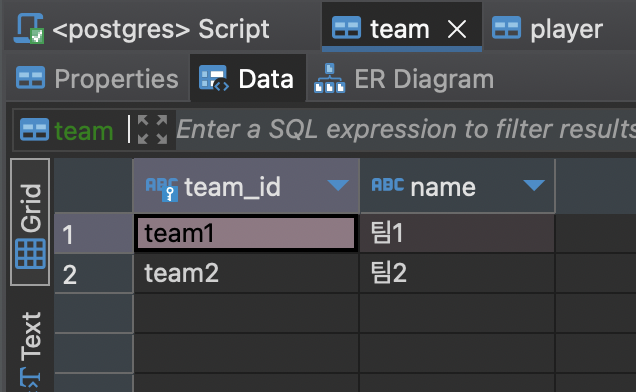 <postgres> Script team player
Properties Data ER Diagram
team Enter a SQL expression to filter results
Grid
Text
ABC team_id ABC name
1 team1 팀1
2 team2 팀2